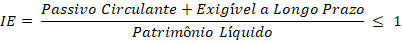 IE = Passivo Circulante + Exigível a Longo Prazo / Patrimônio Líquido ≤ 1